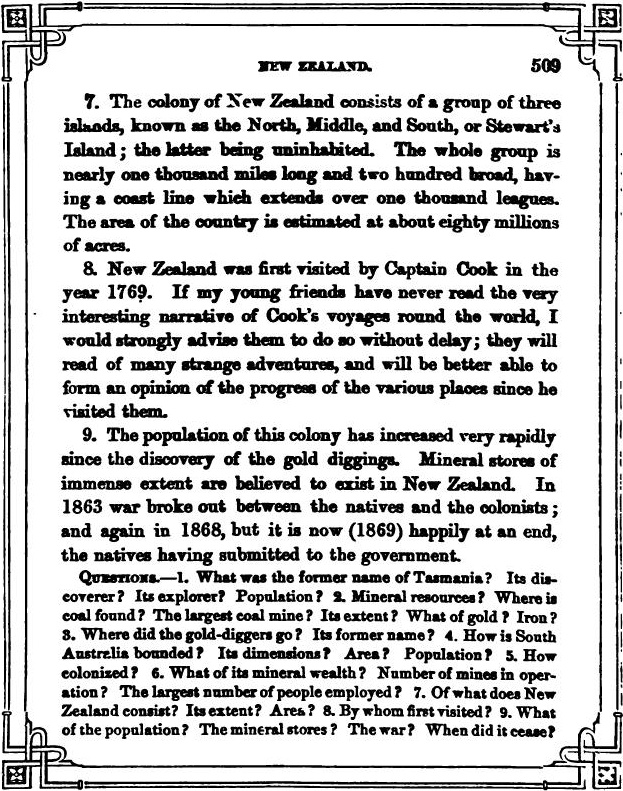 NEW ZEALAND. 509
7. The colony of New Zealand consists of a group of three
islands, known as the North, Middle, and South, or Stewart's
Island; the latter being uninhabited. The whole group is
nearly one thousand miles long and two hundred broad, hav-
ing a coast line which extends over one thousand leagues.
The area of the country is estimated at about eighty millions
of acres.
8. New Zealand was first visited by Captain Cook in the
year 1769. If my young friends have never read the very
interesting narrative of Cook's voyages round the world, I
would strongly advise them to do so without delay; they will
read of many strange adventures, and will be better able to
form an opinion of the progress of the various places since he
visited them.
9. The population of this colony has increased very rapidly
since the discovery of the gold diggings. Mineral stores of
immense extent are believed to exist in New Zealand. In
1863 war broke out between the natives and the colonists;
and again in 1868, but it is now (1869) happily at an end,
the natives having submitted to the government.
QUESTIONS.—1. What was the former name of Tasmania? Its dis-
coverer? Its explorer? Population? 2. Mineral resources? Where is
coal found? The largest coal mine? Its extent? What of gold? Iron?
3. Where did the gold-diggers go? Its former name? 4. How is South
Australia bounded? Its dimensions? Area? Population? 5. How
colonized? 6. What of its mineral wealth? Number of mines in oper-
ation? The largest number of people employed? 7. Of what does New
Zealand consist? Its extent? Area? 8. By whom first visited? 9. What
of the population? The mineral stores? The war? When did it cease?